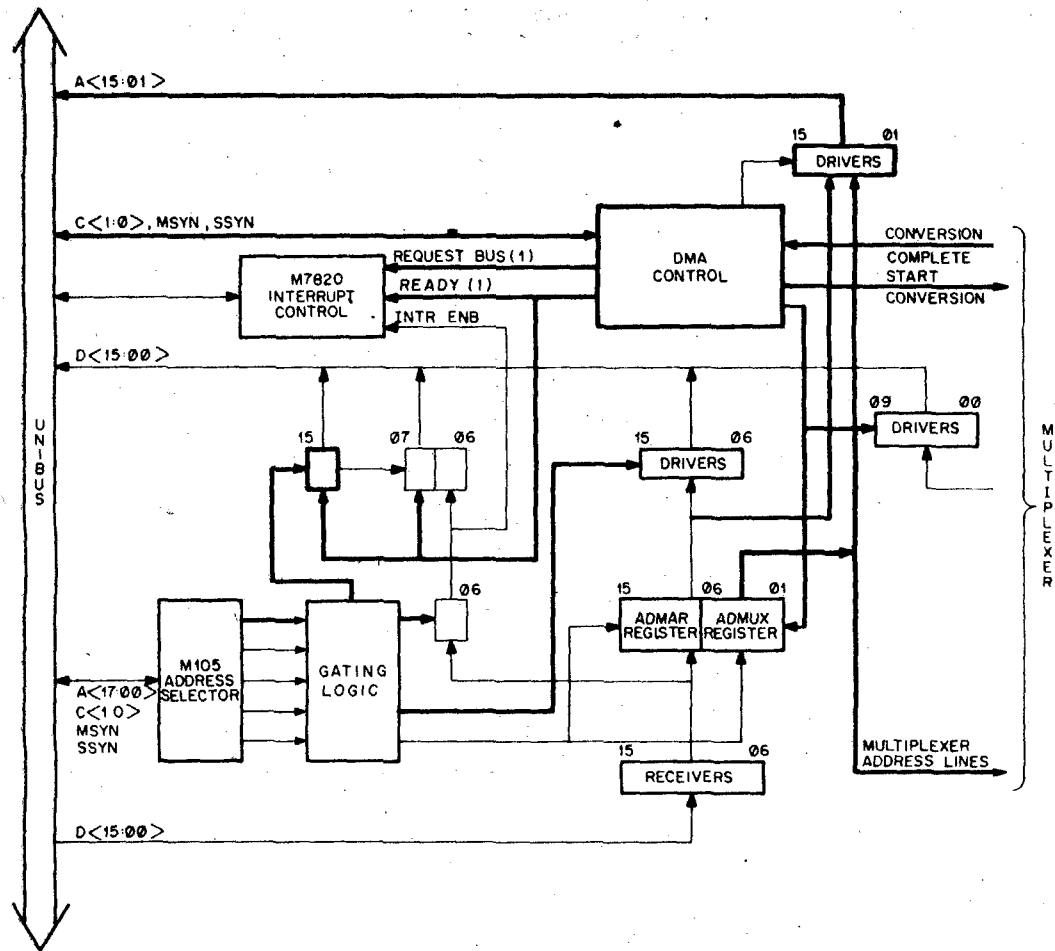 A<15:01>
15 01
DRIVERS
C<1:0>, MSYN, SSYN
DMA
CONTROL
CONVERSION
COMPLETE
START
CONVERSION
REQUEST BUS(1)
READY (1)
INTR ENB
M7820
INTERRUPT
CONTROL
D<15:00>
UNIBUS
15
07 06
15 06
DRIVERS
09 00
DRIVERS
MULTIPLEXER
06
15 06 01
ADMAR
REGISTER
ADMUX
REGISTER
M105
ADDRESS
SELECTOR
GATING
LOGIC
A<17:00>
C<1 0>
MSYN
SSYN
15 06
RECEIVERS
MULTIPLEXER
ADDRESS LINES
D<15:00>